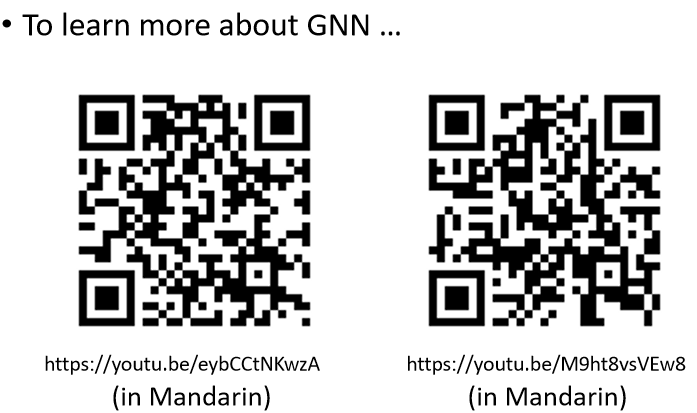 • To learn more about GNN …
https://youtu.be/eybCCtNKwzA
(in Mandarin)
https://youtu.be/M9ht8vsVEw8
(in Mandarin)